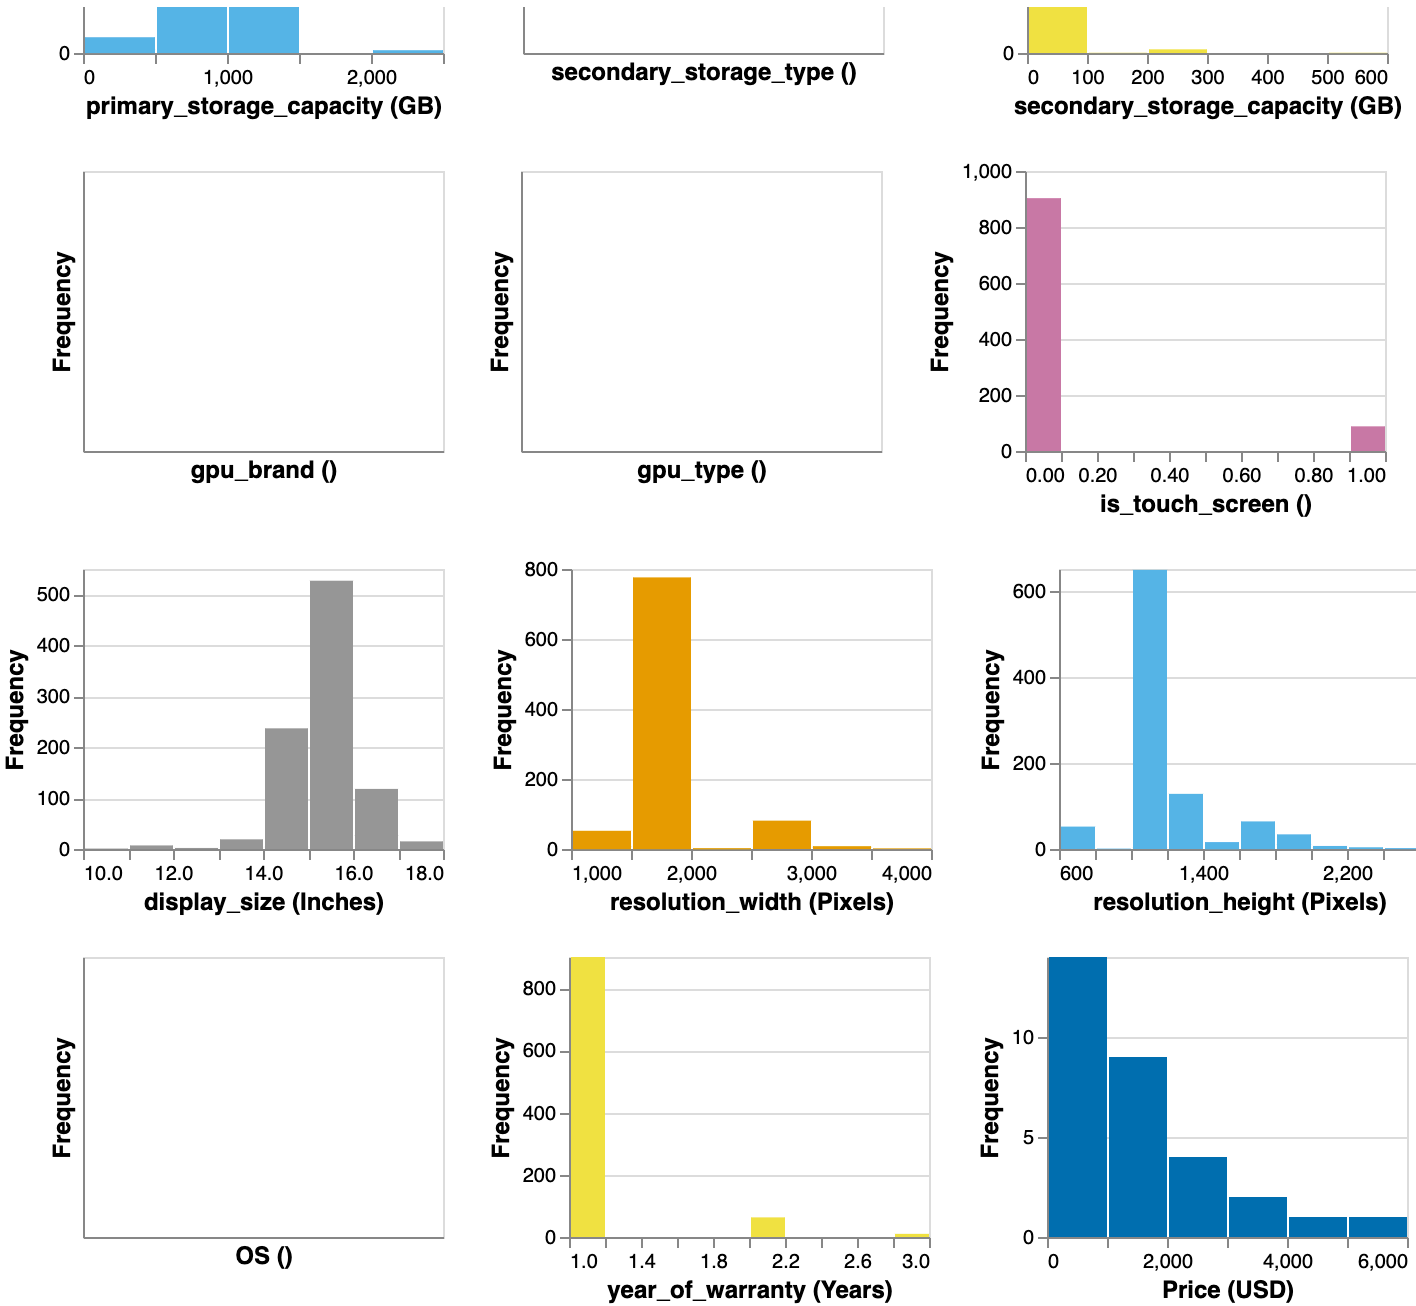 0
0
0 1,000 2,000
primary_storage_capacity (GB)
secondary_storage_type ()
0 100 200 300 400 500 600
secondary_storage_capacity (GB)
Frequency
gpu_brand ()
Frequency
gpu_type ()
1,000
800
600
400
200
0
Frequency
0.00 0.20 0.40 0.60 0.80 1.00
is_touch_screen ()
500
400
300
200
100
0
Frequency
10.0 12.0 14.0 16.0 18.0
display_size (Inches)
800
600
400
200
0
Frequency
1,000 2,000 3,000 4,000
resolution_width (Pixels)
600
400
200
0
Frequency
600 1,400 2,200
resolution_height (Pixels)
Frequency
OS ()
800
600
400
200
0
Frequency
1.0 1.4 1.8 2.2 2.6 3.0
year_of_warranty (Years)
10
5
0
Frequency
0 2,000 4,000 6,000
Price (USD)